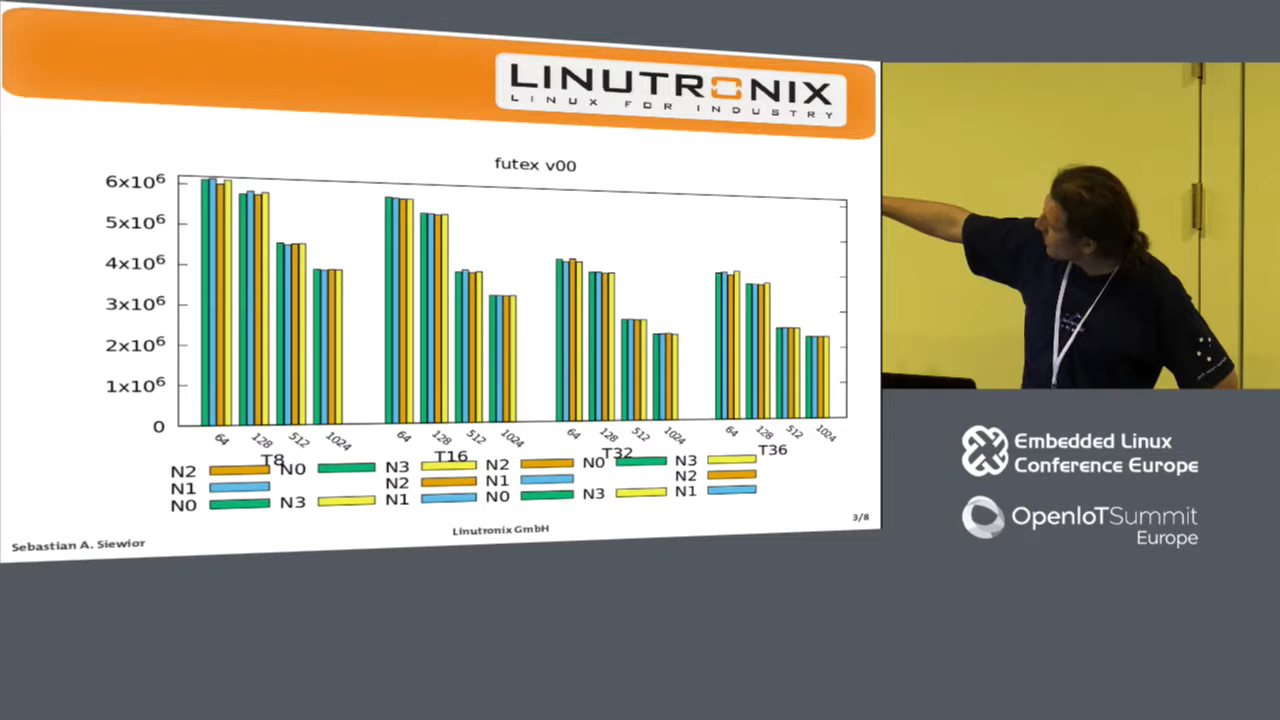 LINUTRONIX
LINUX FOR INDUSTRY
futex v00
6x10⁶
5x10⁶
4x10⁶
3x10⁶
2x10⁶
1x10⁶
0
64 128 512 1024 64 128 512 1024 64 128 512 1024 64 128 512 1024
T8 T16 T32 T36
N2 N0 N3 N2 N0 N3
N1 N2 N1 N2
N0 N3 N1 N0 N3 N1
Sebastian A. Siewior
Linutronix GmbH
3/8
Embedded Linux
Conference Europe
OpenIoTSummit
Europe